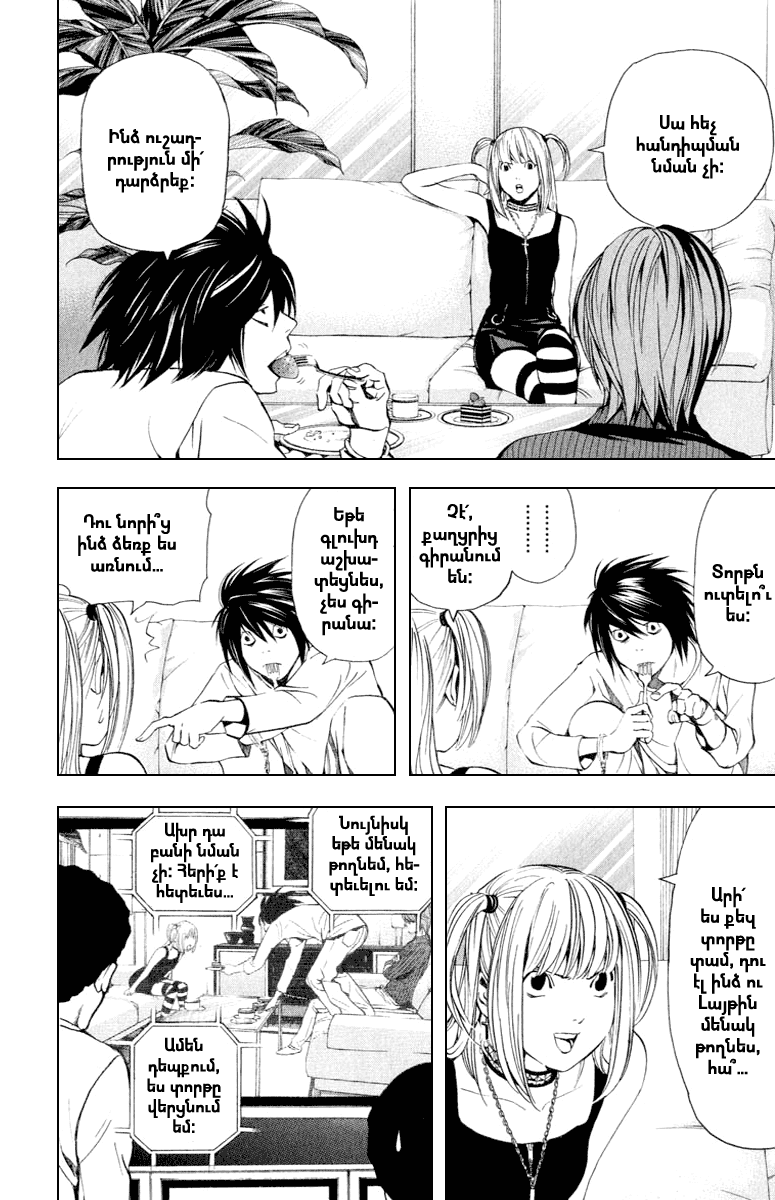 Սա հեչ
հանդիպման
նման չի:
Ինձ ուշադ-
րություն մի՛
դարձրեք:
Տորթն
ուտելո՞ւ
ես:
Չէ՛,
քաղցրից
գիրանում
են:
Եթե
գլուխդ
աշխա-
տեցնես,
չես գի-
րանա:
Դու նորի՞ց
ինձ ձեռք ես
առնում...
Արի՛
ես քեզ
տորթը
տամ, դու
էլ ինձ ու
Լայթին
մենակ
թողնես,
հա՞...
Նույնիսկ
եթե մենակ
թողնեմ, հե-
տեւելու եմ:
Ախր դա
բանի նման
չի: Հերի՛ք է
հետեւես...
Ամեն
դեպքում,
ես տորթը
վերցնում
եմ: